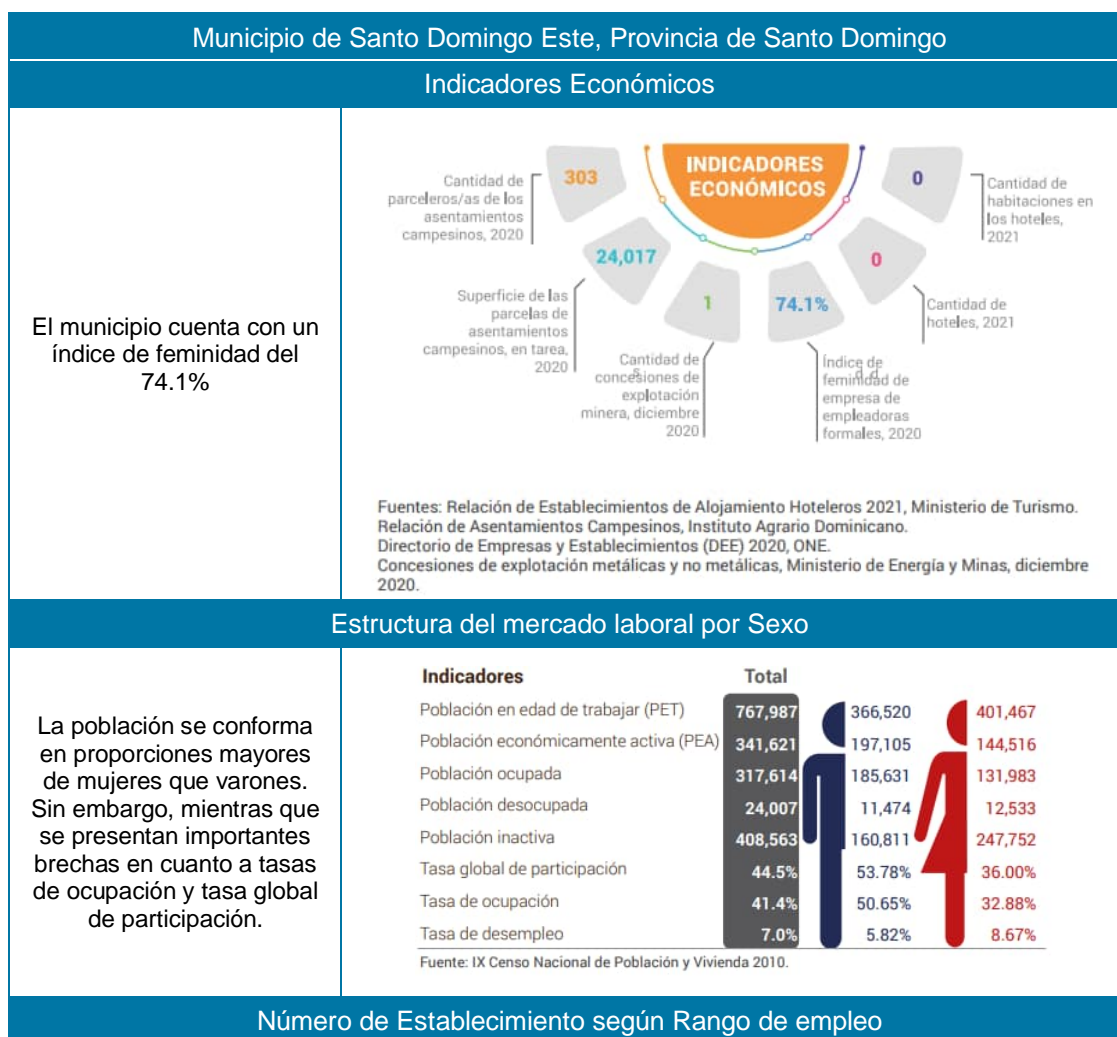 Municipio de Santo Domingo Este, Provincia de Santo Domingo
Indicadores Económicos
El municipio cuenta con un
índice de feminidad del
74.1%
INDICADORES
ECONÓMICOS
303
Cantidad de
parceleros/as de los
asentamientos
campesinos, 2020
24,017
Superficie de las
parcelas de
asentamientos
campesinos, en tarea,
2020
1
Cantidad de
concesiones de
explotación
minera, diciembre
2020
74.1%
Índice de
feminidad de
empresa de
empleadoras
formales, 2020
0
Cantidad de
hoteles, 2021
0
Cantidad de
habitaciones en
los hoteles,
2021
Fuentes: Relación de Establecimientos de Alojamiento Hoteleros 2021, Ministerio de Turismo.
Relación de Asentamientos Campesinos, Instituto Agrario Dominicano.
Directorio de Empresas y Establecimientos (DEE) 2020, ONE.
Concesiones de explotación metálicas y no metálicas, Ministerio de Energía y Minas, diciembre
2020.
Estructura del mercado laboral por Sexo
La población se conforma
en proporciones mayores
de mujeres que varones.
Sin embargo, mientras que
se presentan importantes
brechas en cuanto a tasas
de ocupación y tasa global
de participación.
Indicadores Total
Población en edad de trabajar (PET) 767,987 366,520 401,467
Población económicamente activa (PEA) 341,621 197,105 144,516
Población ocupada 317,614 185,631 131,983
Población desocupada 24,007 11,474 12,533
Población inactiva 408,563 160,811 247,752
Tasa global de participación 44.5% 53.78% 36.00%
Tasa de ocupación 41.4% 50.65% 32.88%
Tasa de desempleo 7.0% 5.82% 8.67%
Fuente: IX Censo Nacional de Población y Vivienda 2010.
Número de Establecimiento según Rango de empleo